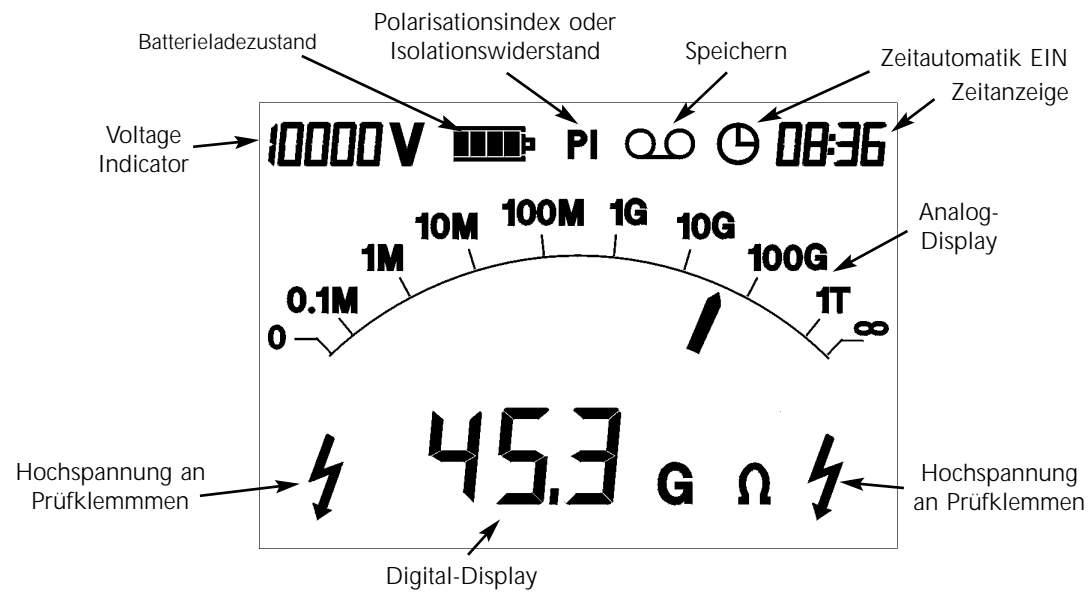 Polarisationsindex oder
Isolationswiderstand
Batterieladezustand
Speichern
Zeitautomatik EIN
Zeitanzeige
Voltage
Indicator
10000 V PI 08:36
0 0.1M 1M 10M 100M 1G 10G 100G 1T ∞
Analog-
Display
45.3 G Ω
Hochspannung an
Prüfklemmmen
Hochspannung
an Prüfklemmen
Digital-Display